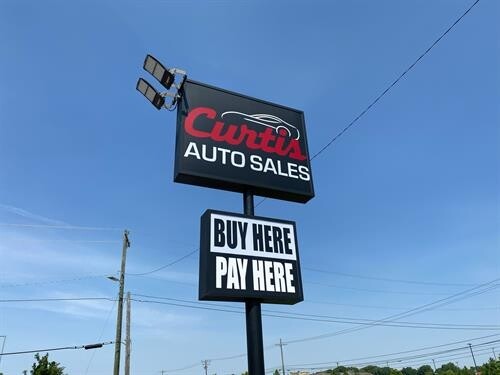 Curtis
AUTO SALES
BUY HERE
PAY HERE